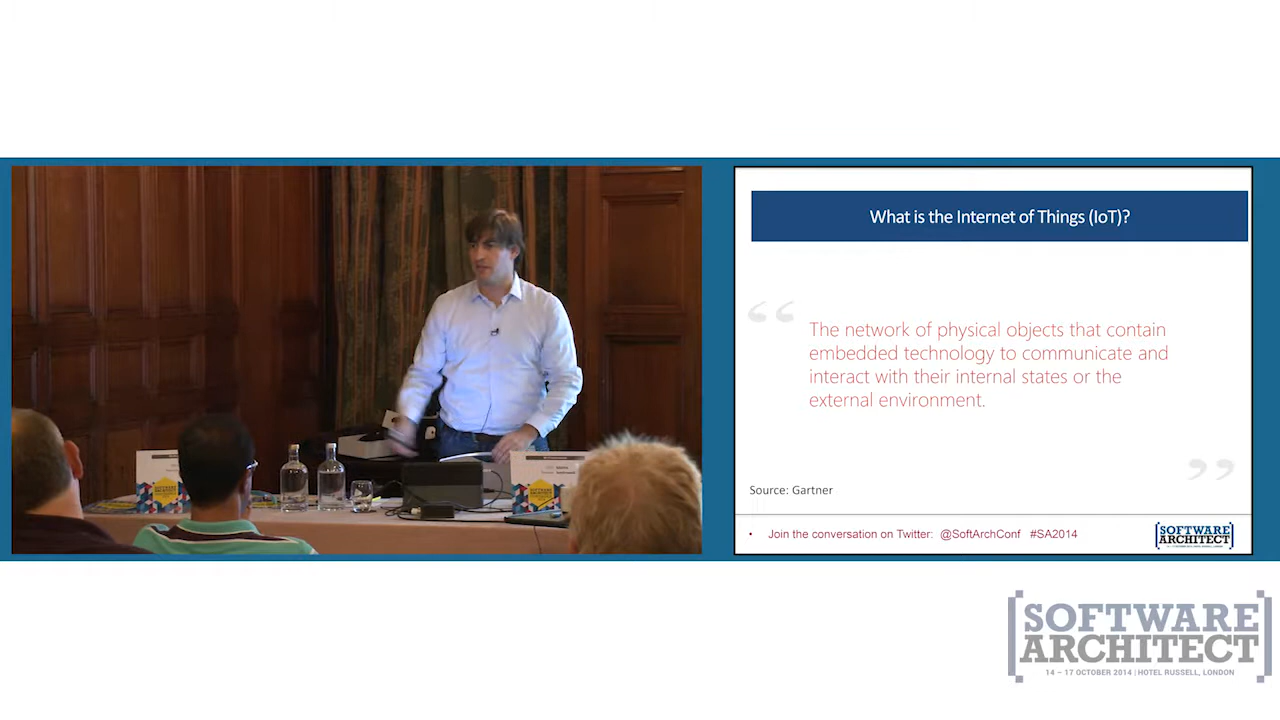 What is the Internet of Things (IoT)?
“
The network of physical objects that contain
embedded technology to communicate and
interact with their internal states or the
external environment.
”
Source: Gartner
• Join the conversation on Twitter: @SoftArchConf #SA2014
[SOFTWARE
ARCHITECT]
SOFTWARE
ARCHITECT
[SOFTWARE
ARCHITECT]
14 – 17 OCTOBER 2014 | HOTEL RUSSELL, LONDON